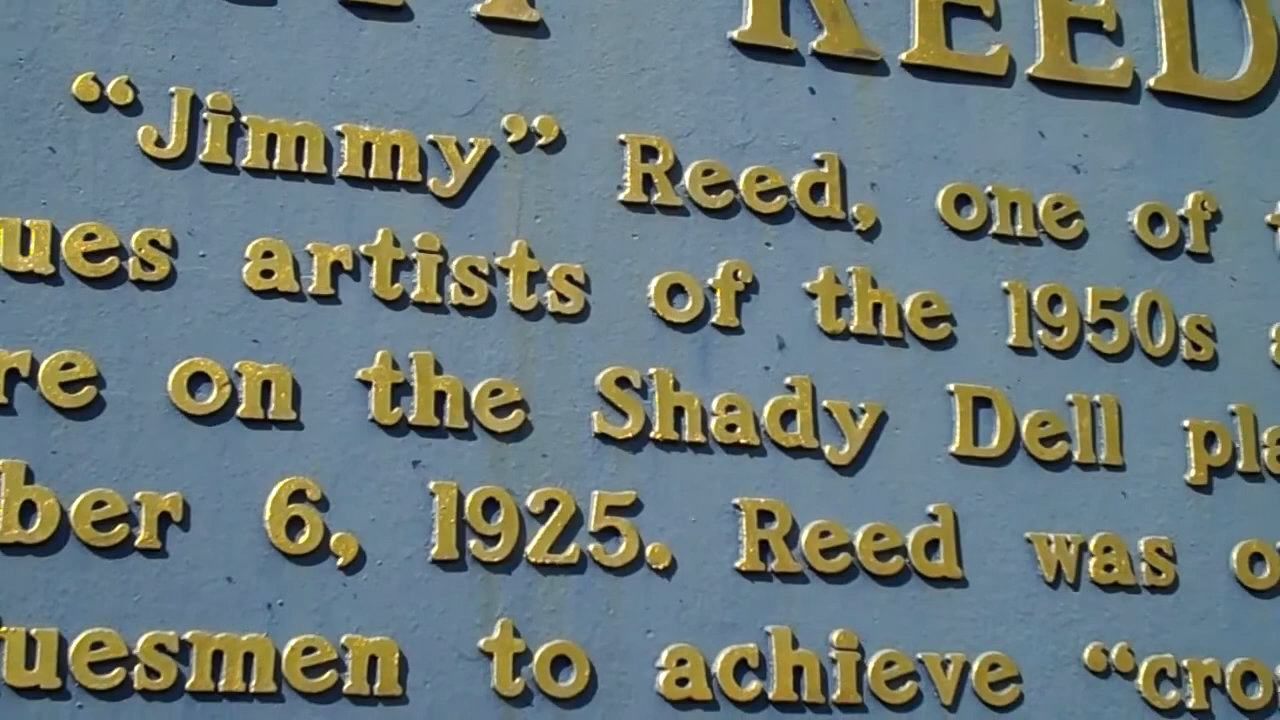 REED
“Jimmy” Reed, one of
ues artists of the 1950s
re on the Shady Dell pla
ber 6, 1925. Reed was o
uesmen to achieve “cro